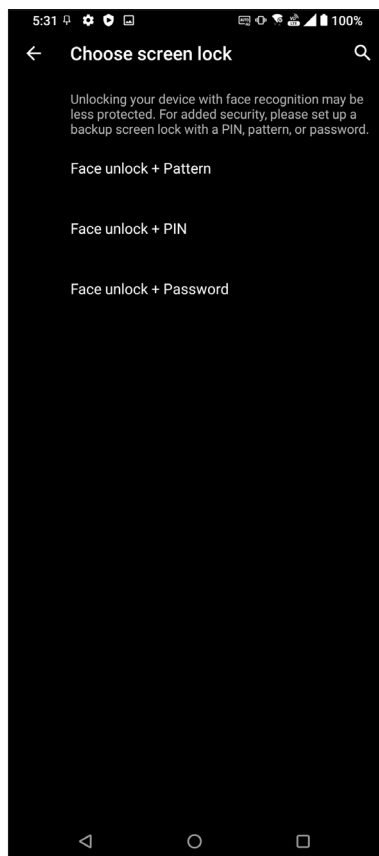 5:31 100%
Choose screen lock
Unlocking your device with face recognition may be
less protected. For added security, please set up a
backup screen lock with a PIN, pattern, or password.
Face unlock + Pattern
Face unlock + PIN
Face unlock + Password